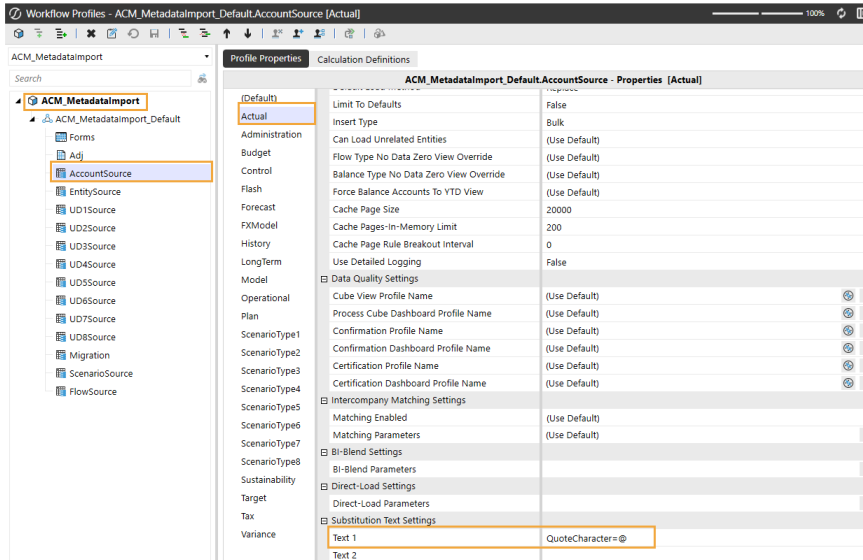 Workflow Profiles - ACM_MetadataImport_Default.AccountSource [Actual]
100%
ACM_MetadataImport
Search
ACM_MetadataImport
ACM_MetadataImport_Default
Forms
Adj
AccountSource
EntitySource
UD1Source
UD2Source
UD3Source
UD4Source
UD5Source
UD6Source
UD7Source
UD8Source
Migration
ScenarioSource
FlowSource
Profile Properties
Calculation Definitions
ACM_MetadataImport_Default.AccountSource - Properties [Actual]
(Default)
Actual
Administration
Budget
Control
Flash
Forecast
FXModel
History
LongTerm
Model
Operational
Plan
ScenarioType1
ScenarioType2
ScenarioType3
ScenarioType4
ScenarioType5
ScenarioType6
ScenarioType7
ScenarioType8
Sustainability
Target
Tax
Variance
Default Load Method Replace
Limit To Defaults False
Insert Type Bulk
Can Load Unrelated Entities (Use Default)
Flow Type No Data Zero View Override (Use Default)
Balance Type No Data Zero View Override (Use Default)
Force Balance Accounts To YTD View (Use Default)
Cache Page Size 20000
Cache Pages-In-Memory Limit 200
Cache Page Rule Breakout Interval 0
Use Detailed Logging False
Data Quality Settings
Cube View Profile Name (Use Default)
Process Cube Dashboard Profile Name (Use Default)
Confirmation Profile Name (Use Default)
Confirmation Dashboard Profile Name (Use Default)
Certification Profile Name (Use Default)
Certification Dashboard Profile Name (Use Default)
Intercompany Matching Settings
Matching Enabled (Use Default)
Matching Parameters (Use Default)
BI-Blend Settings
BI-Blend Parameters
Direct-Load Settings
Direct-Load Parameters
Substitution Text Settings
Text 1 QuoteCharacter=@
Text 2